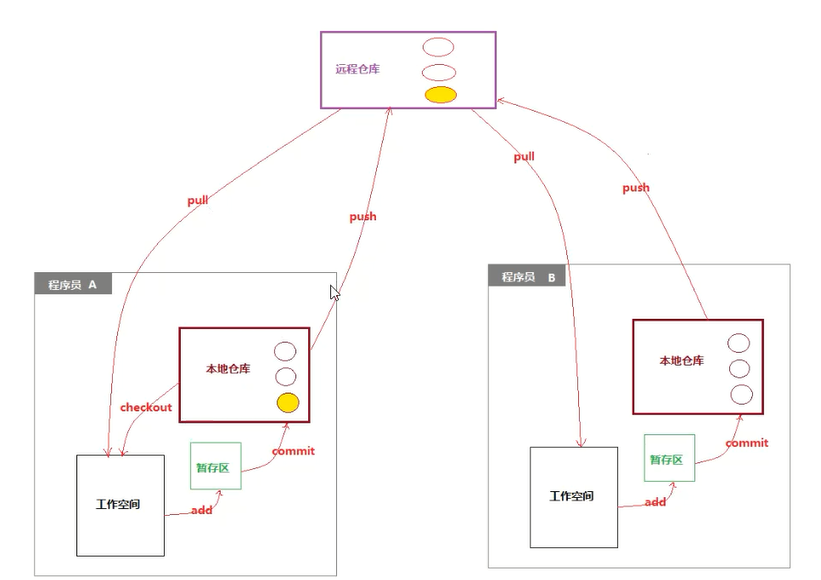 远程仓库
pull
push
pull
push
程序员 A
本地仓库
checkout
commit
暂存区
add
工作空间
程序员 B
本地仓库
commit
暂存区
add
工作空间